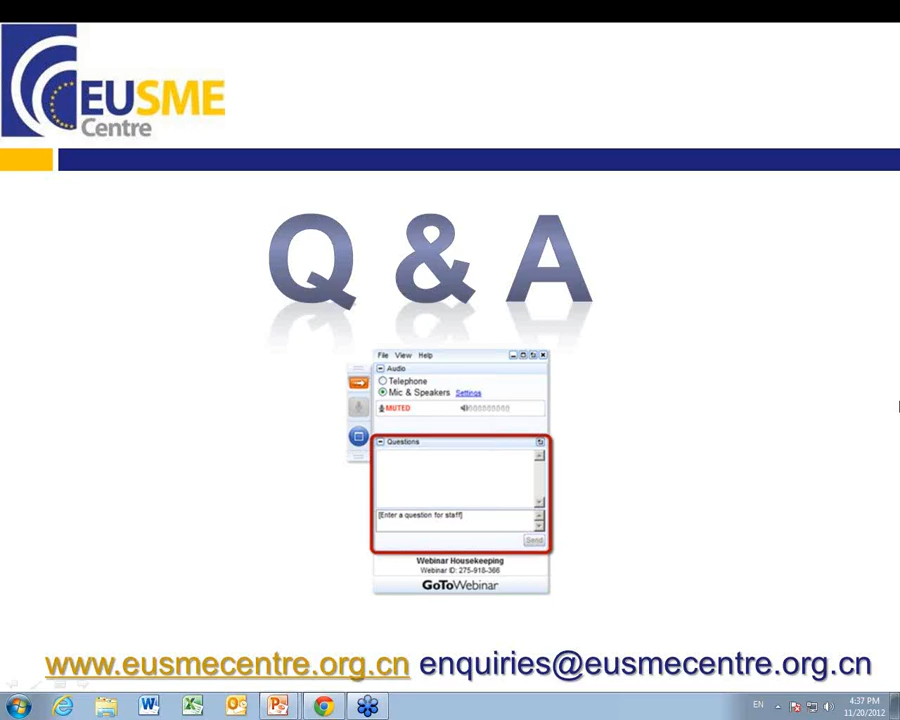 EUSME
Centre
Q & A
File View Help
Audio
Telephone
Mic & Speakers Settings
MUTED
Questions
[Enter a question for staff]
Send
Webinar Housekeeping
Webinar ID: 275-918-366
GoToWebinar
www.eusmecentre.org.cn enquiries@eusmecentre.org.cn
EN
4:37 PM
11/20/2012